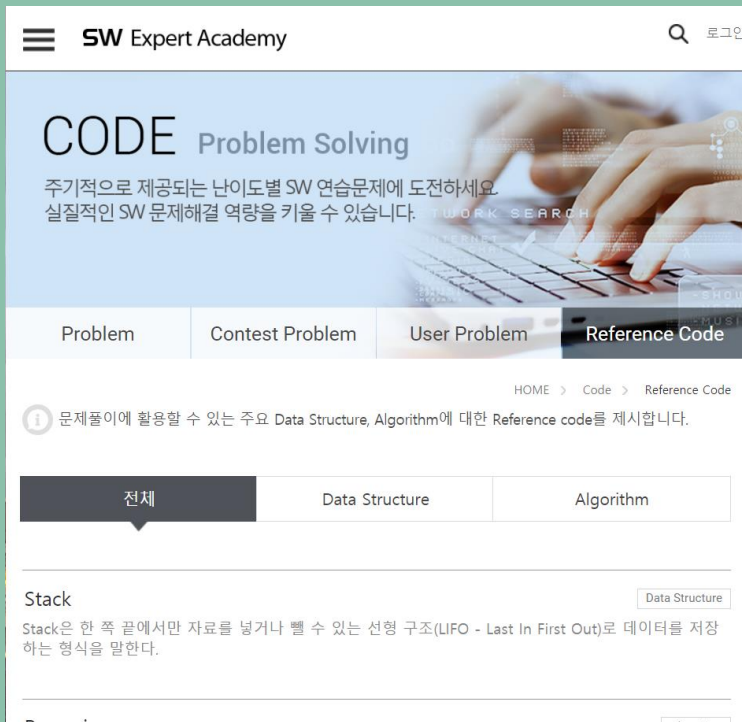 SW Expert Academy
로그인
CODE Problem Solving
주기적으로 제공되는 난이도별 SW 연습문제에 도전하세요.
실질적인 SW 문제해결 역량을 키울 수 있습니다.
Problem
Contest Problem
User Problem
Reference Code
HOME > Code > Reference Code
문제풀이에 활용할 수 있는 주요 Data Structure, Algorithm에 대한 Reference code를 제시합니다.
전체
Data Structure
Algorithm
Stack
Data Structure
Stack은 한 쪽 끝에서만 자료를 넣거나 뺄 수 있는 선형 구조(LIFO - Last In First Out)로 데이터를 저장
하는 형식을 말한다.